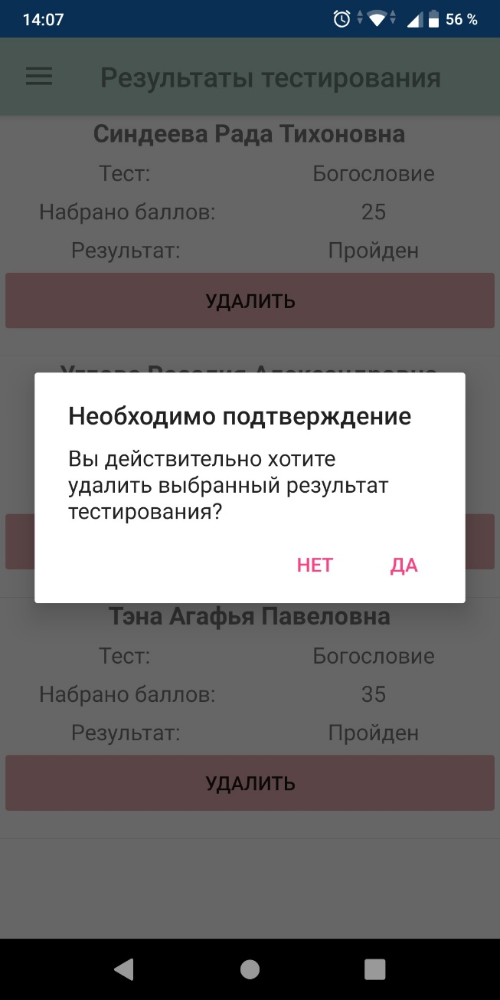 14:07
56 %
Результаты тестирования
Синдеева Рада Тихоновна
Тест: Богословие
Набрано баллов: 25
Результат: Пройден
УДАЛИТЬ
Необходимо подтверждение
Вы действительно хотите
удалить выбранный результат
тестирования?
НЕТ ДА
Тэна Агафья Павеловна
Тест: Богословие
Набрано баллов: 35
Результат: Пройден
УДАЛИТЬ